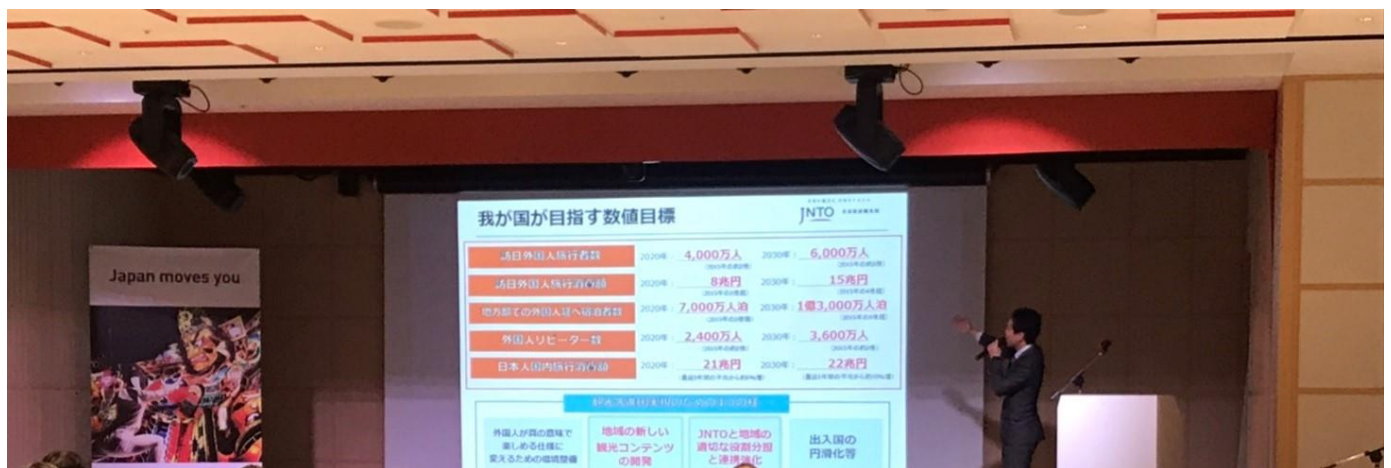 Japan moves you
我が国が目指す数値目標
JNTO
訪日外国人旅行者数 2020年： 4,000万人 2030年： 6,000万人
訪日外国人旅行消費額 2020年： 8兆円 2030年： 15兆円
地方部での外国人延べ宿泊者数 2020年： 7,000万人泊 2030年： 1億3,000万人泊
外国人リピーター数 2020年： 2,400万人 2030年： 3,600万人
日本人国内旅行消費額 2020年： 21兆円 2030年： 22兆円
外国人が真の意味で
楽しめる仕様に
変えるための環境整備
地域の新しい
観光コンテンツ
の開発
JNTOと地域の
適切な役割分担
と連携強化
出入国の
円滑化等